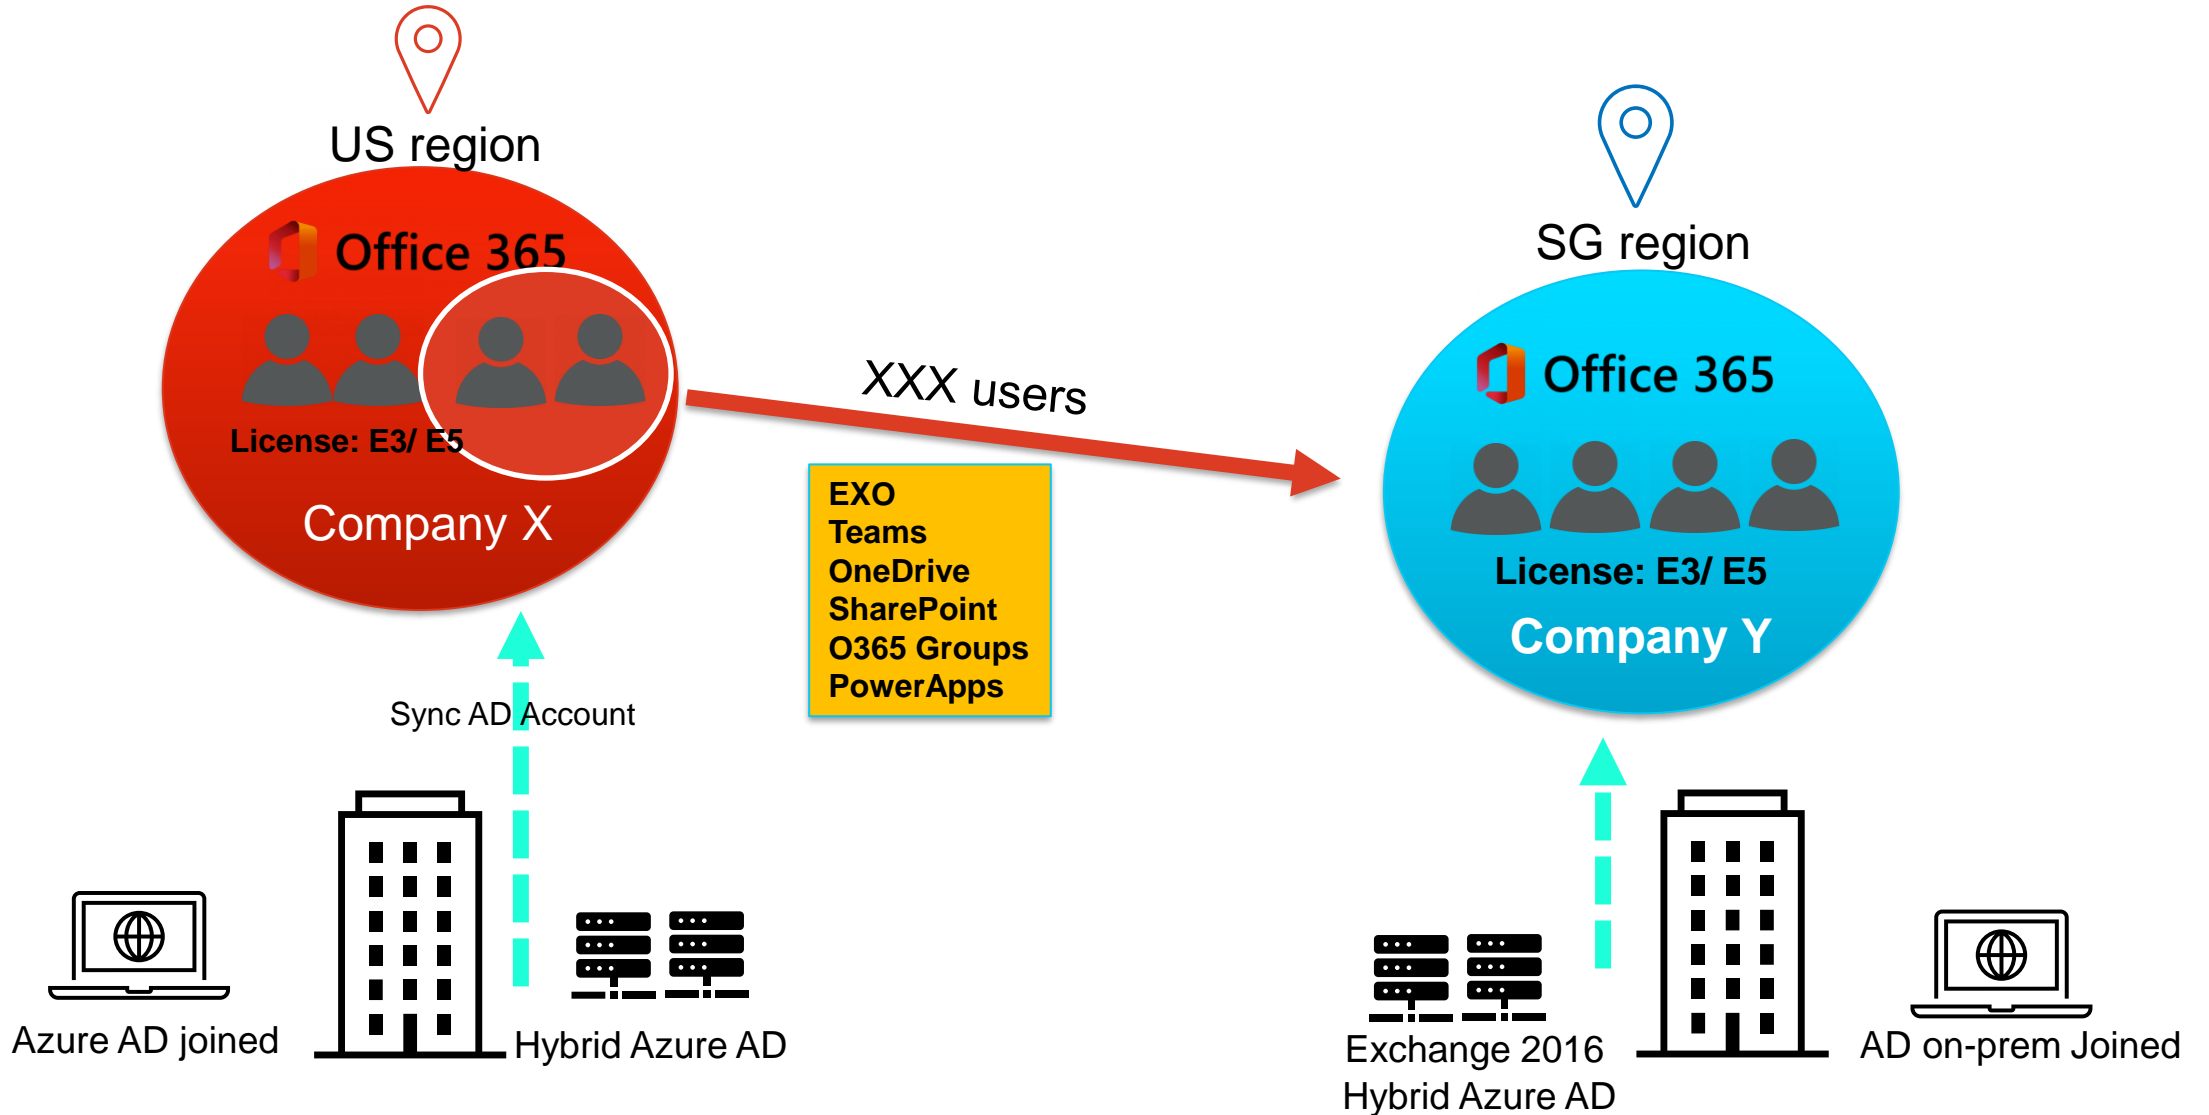 US region
Office 365
License: E3/ E5
Company X
XXX users
EXO
Teams
OneDrive
SharePoint
O365 Groups
PowerApps
SG region
Office 365
License: E3/ E5
Company Y
Sync AD Account
Azure AD joined
Hybrid Azure AD
Exchange 2016
Hybrid Azure AD
AD on-prem Joined